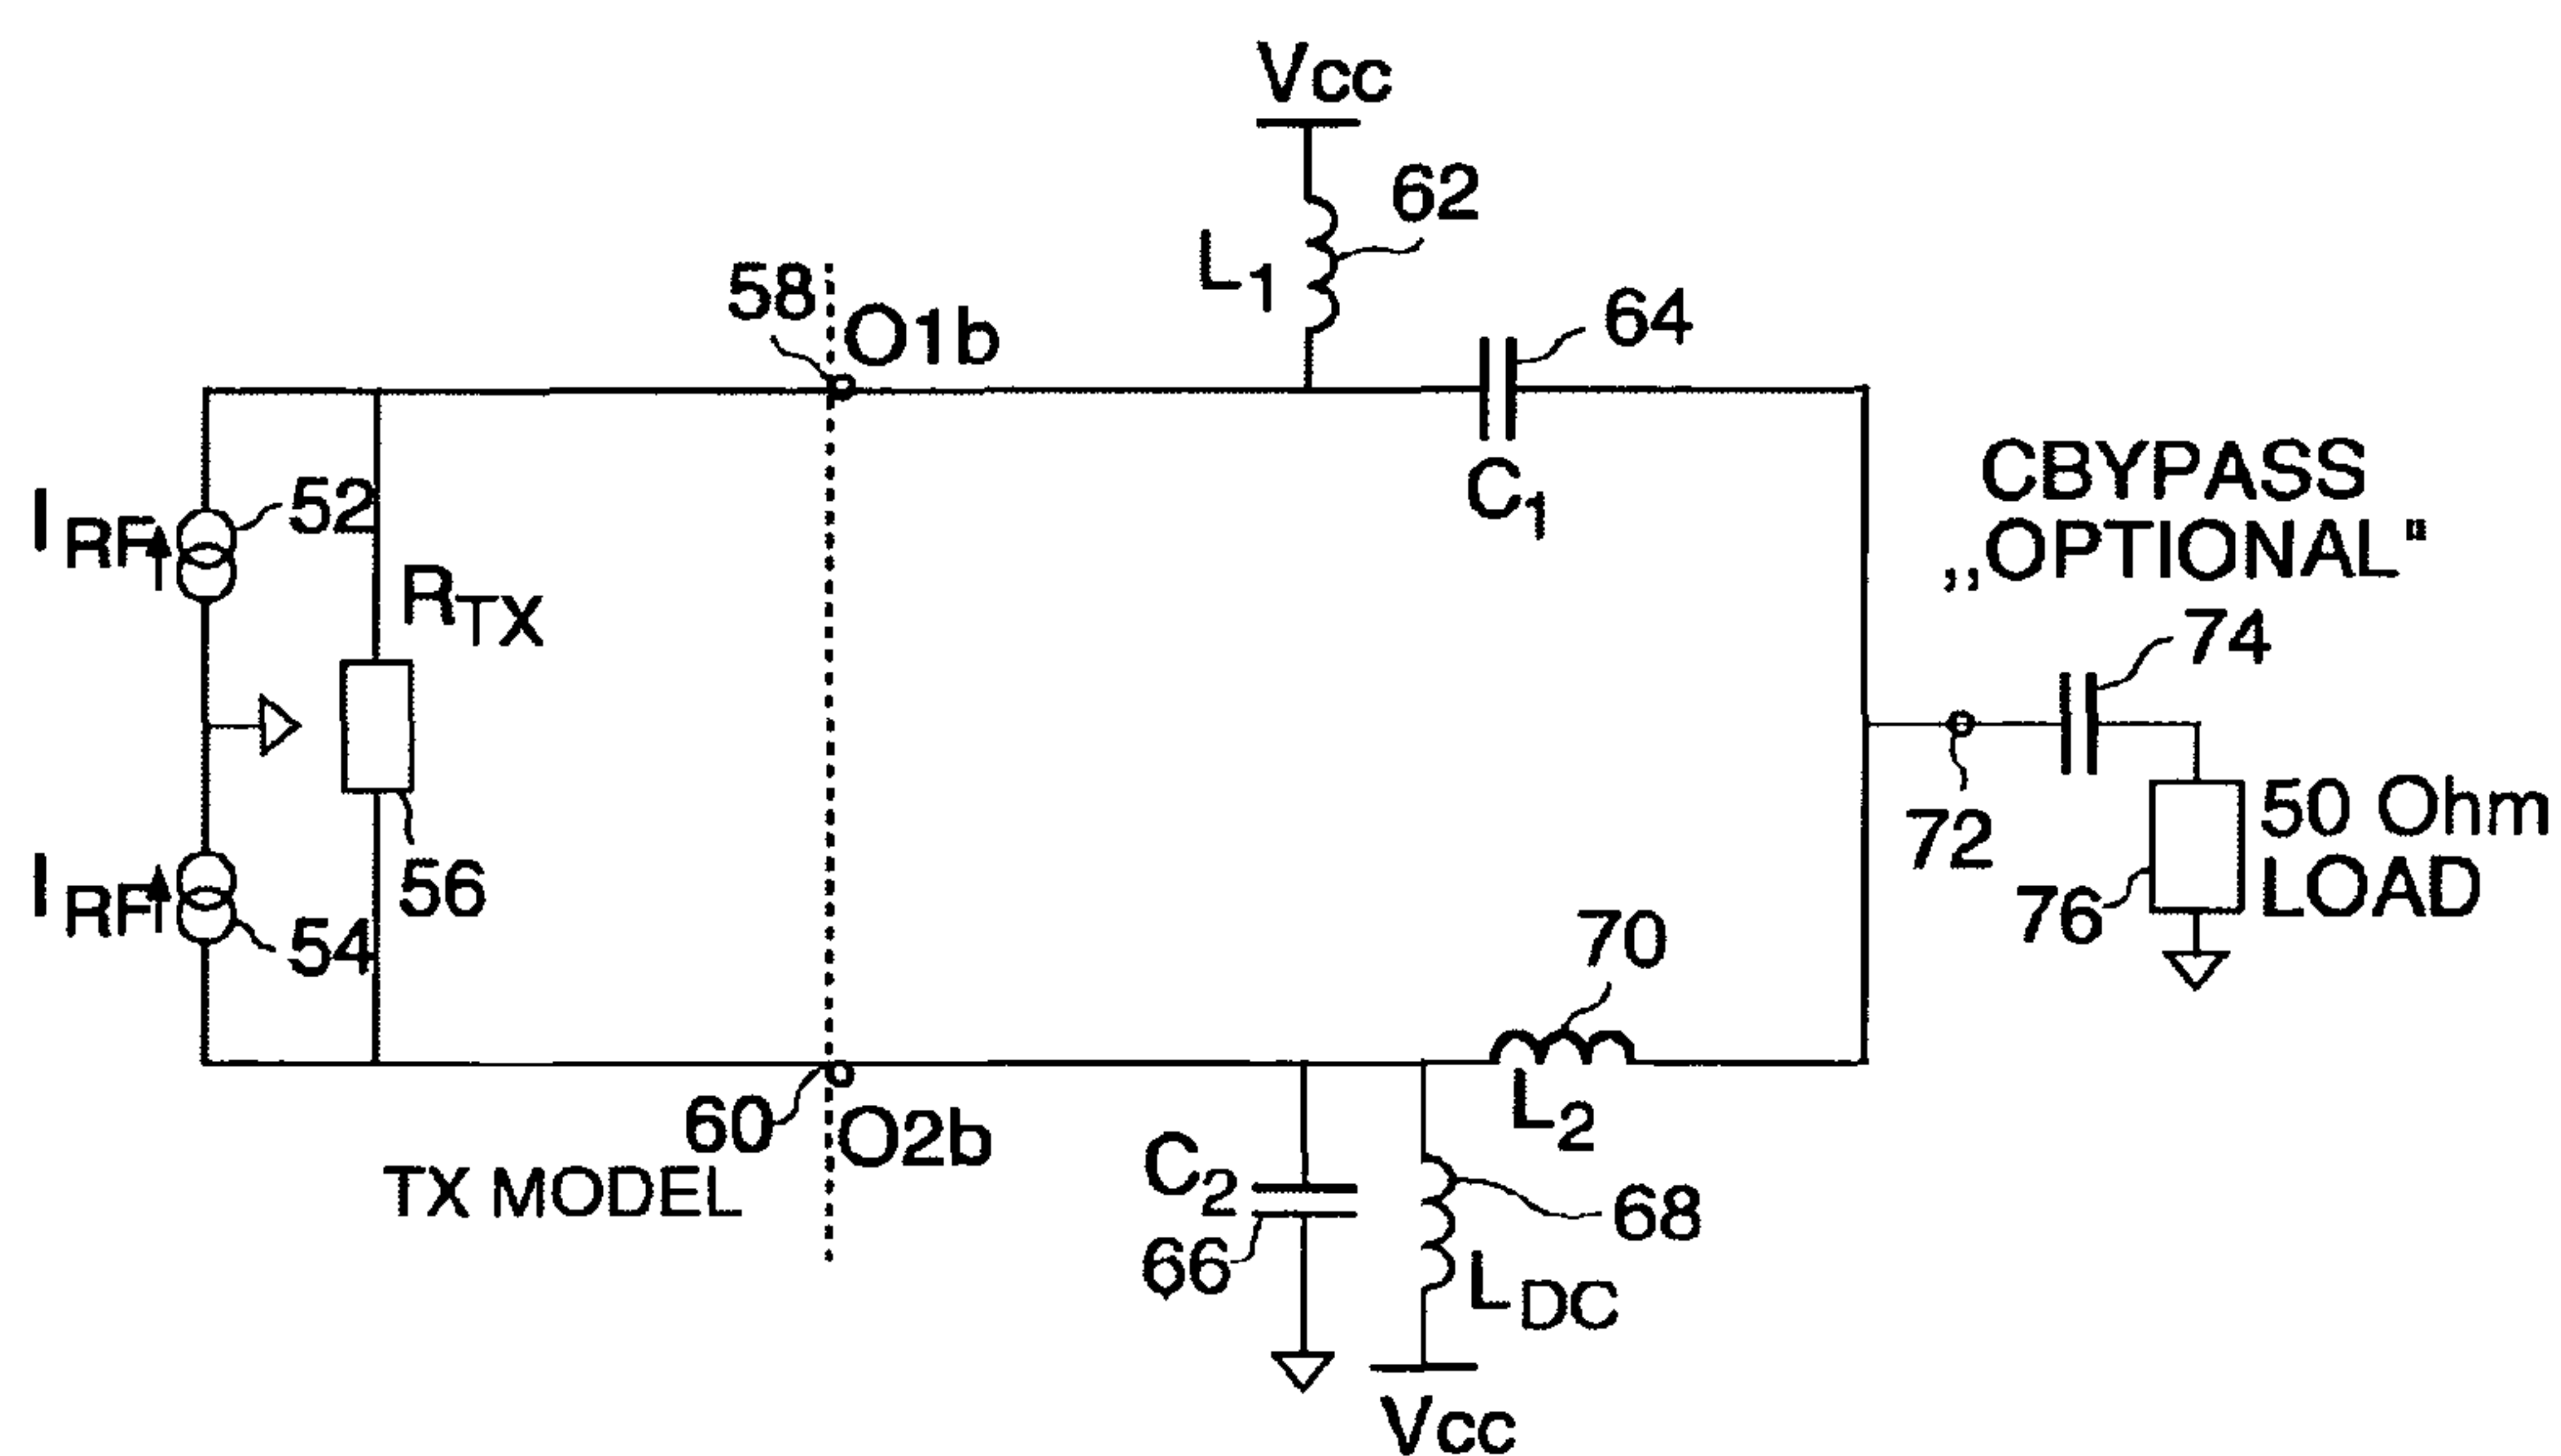 Vcc
62
L1
64
58
O1b
C1
CBYPASS
„OPTIONAL"
IRF
52
RTX
74
72
50 Ohm
LOAD
76
IRF
54
56
70
L2
60
O2b
TX MODEL
C2
66
68
LDC
Vcc